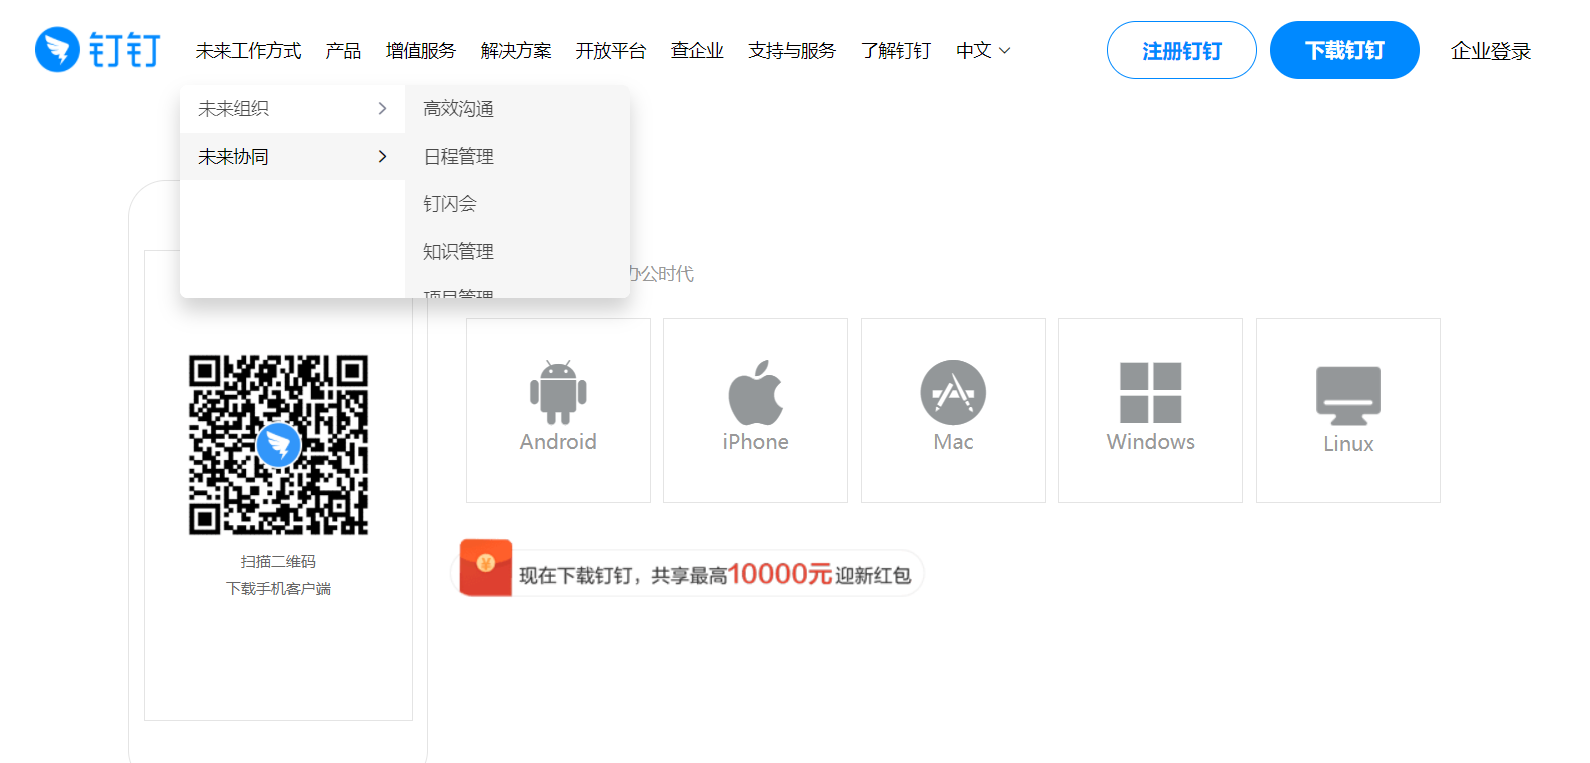 钉钉
未来工作方式 产品 增值服务 解决方案 开放平台 查企业 支持与服务 了解钉钉 中文 注册钉钉 下载钉钉 企业登录
未来组织 高效沟通
未来协同 日程管理
钉闪会
知识管理
项目管理
办公时代
Android iPhone Mac Windows Linux
扫描二维码
下载手机客户端
现在下载钉钉，共享最高10000元迎新红包